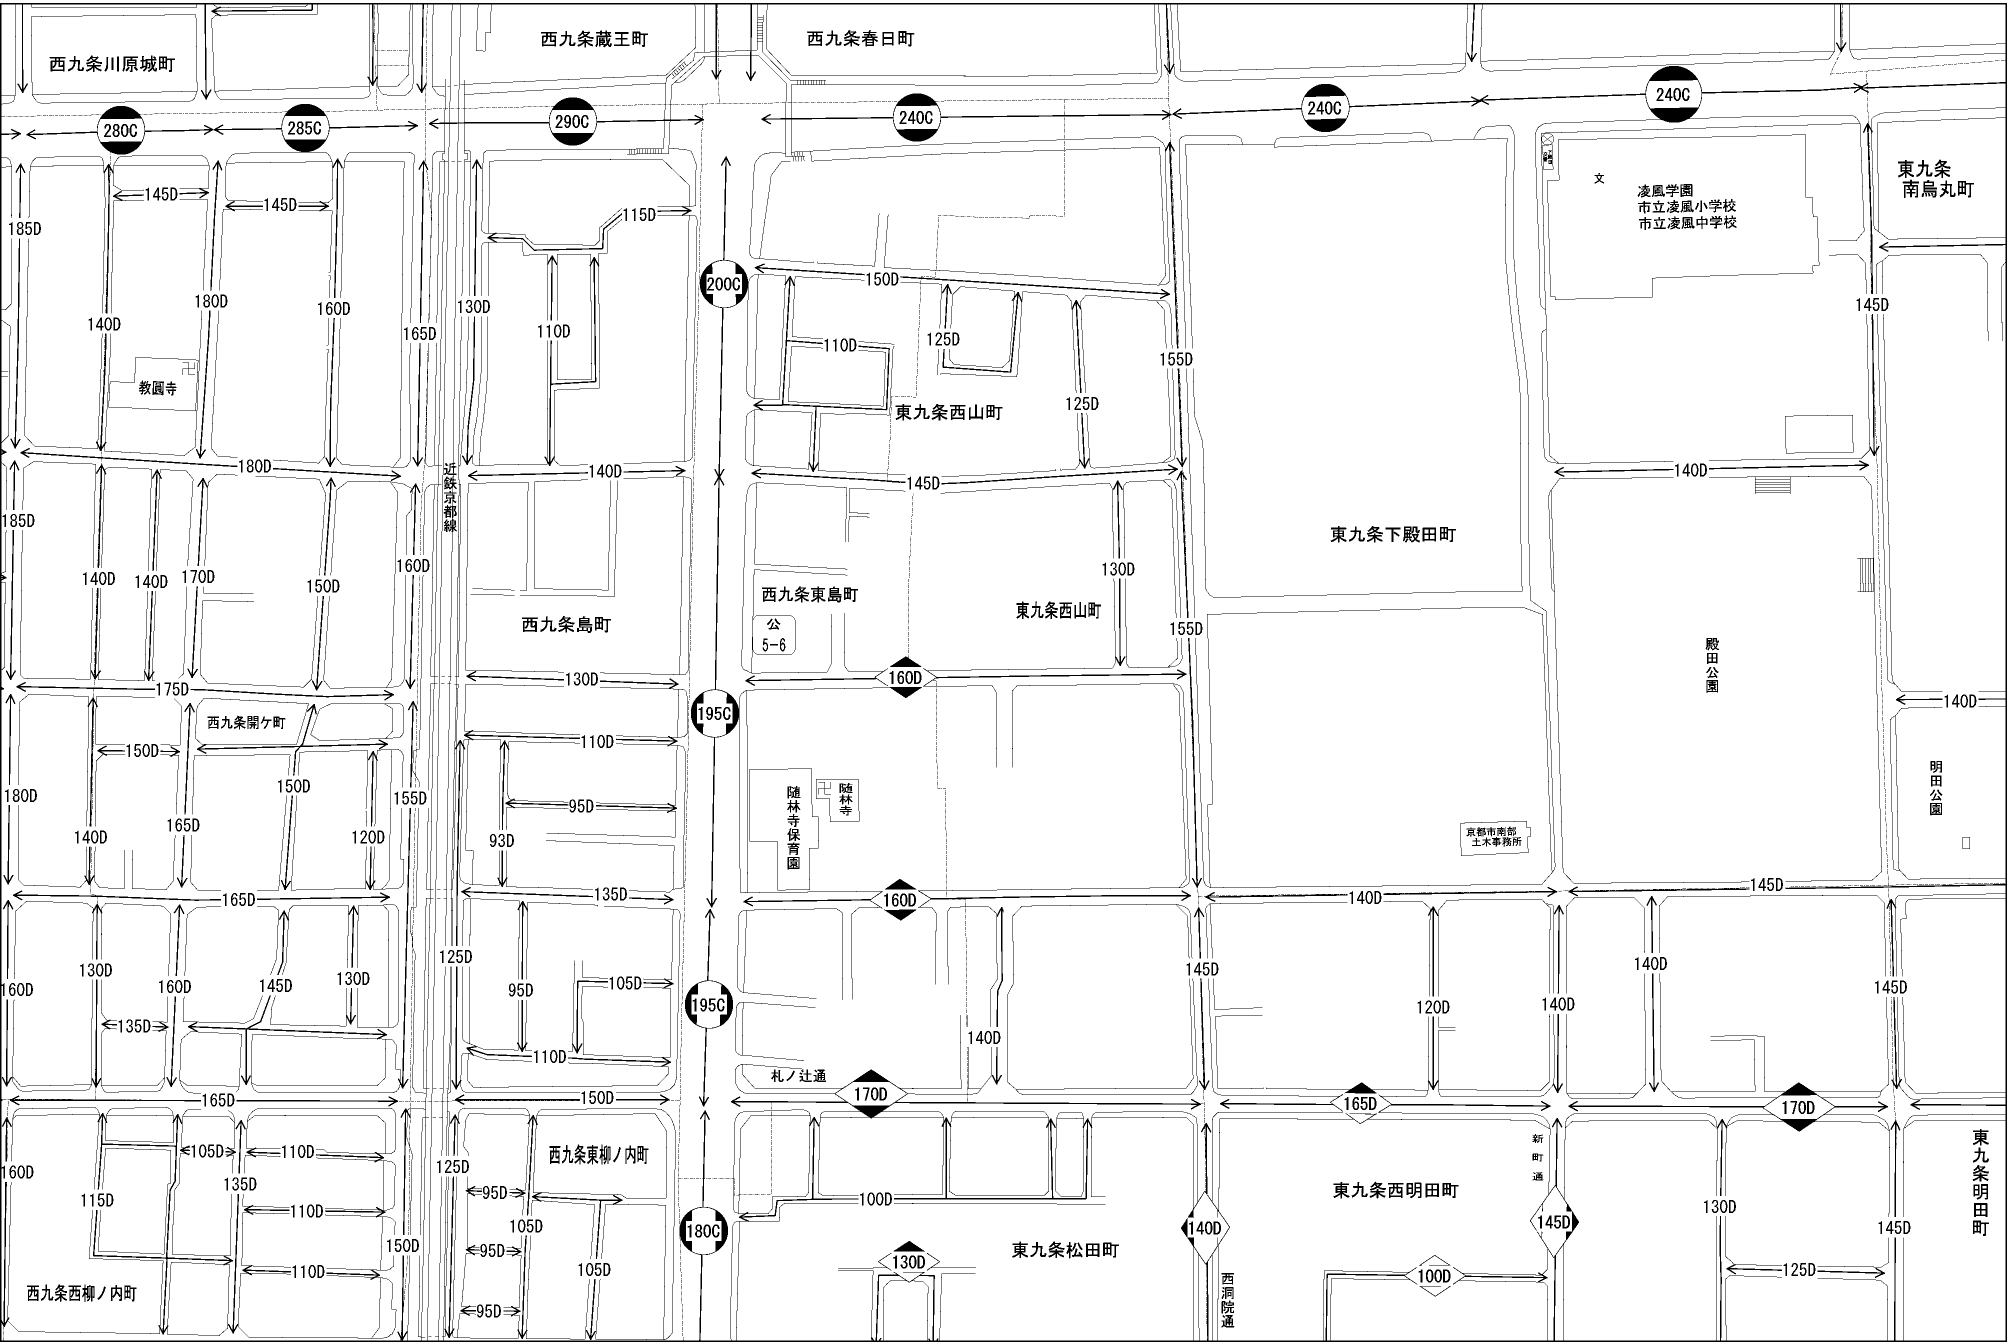 西九条蔵王町
西九条春日町
西九条川原城町
280C
285C
290C
240C
240C
240C
東九条
南烏丸町
文
凌風学園
市立凌風小学校
市立凌風中学校
145D
145D
115D
185D
140D
180D
160D
165D
130D
110D
200C
150D
110D
125D
125D
155D
145D
教圓寺
東九条西山町
180D
近鉄京都線
140D
145D
140D
185D
140D
140D
170D
150D
160D
130D
東九条下殿田町
西九条東島町
公
5-6
東九条西山町
西九条島町
155D
殿田公園
175D
130D
160D
195C
140D
西九条開ケ町
150D
110D
180D
140D
165D
150D
120D
155D
93D
95D
随林寺保育園
随林寺
京都市南部
土木事務所
明田公園
165D
135D
160D
140D
145D
160D
130D
135D
160D
145D
130D
125D
95D
105D
195C
140D
145D
120D
140D
140D
145D
110D
札ノ辻通
165D
150D
170D
165D
170D
160D
115D
105D
110D
135D
110D
110D
150D
125D
95D
95D
95D
105D
105D
西九条東柳ノ内町
180C
100D
130D
140D
新町通
145D
100D
130D
125D
145D
東九条西明田町
東九条松田町
東九条明田町
西洞院通
西九条西柳ノ内町